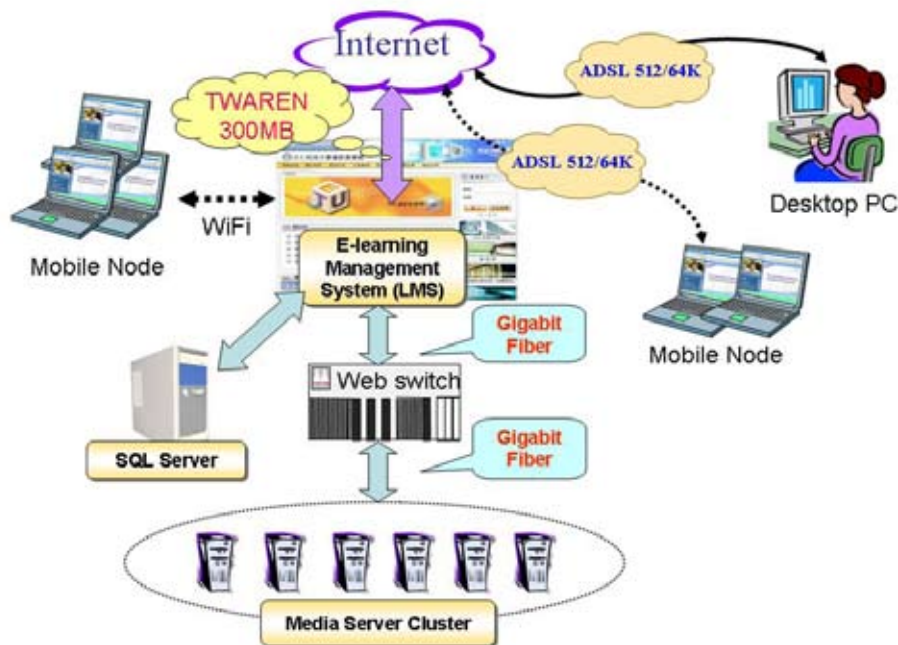 Internet
ADSL 512/64K
TWAREN
300MB
ADSL 512/64K
Desktop PC
WiFi
Mobile Node
E-learning
Management
System (LMS)
Gigabit
Fiber
Mobile Node
Web switch
SQL Server
Gigabit
Fiber
Media Server Cluster